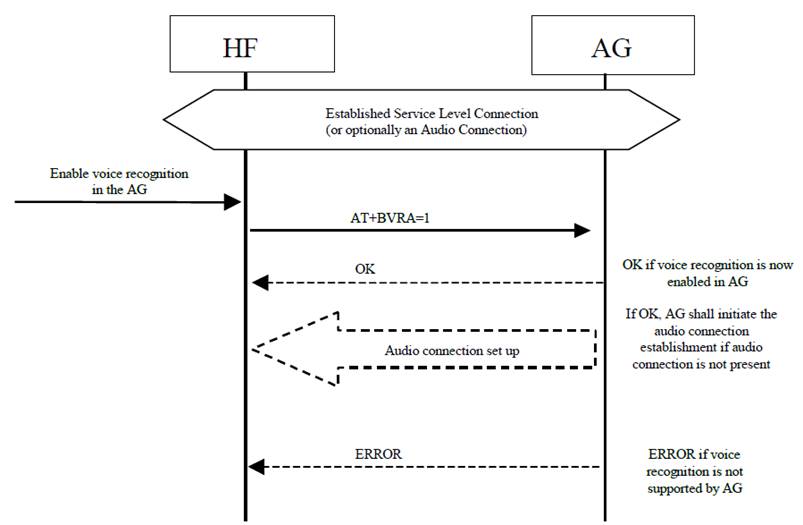 HF
AG
Established Service Level Connection
(or optionally an Audio Connection)
Enable voice recognition
in the AG
AT+BVRA=1
OK
OK if voice recognition is now
enabled in AG
If OK, AG shall initiate the
audio connection
establishment if audio
connection is not present
Audio connection set up
ERROR
ERROR if voice
recognition is not
supported by AG